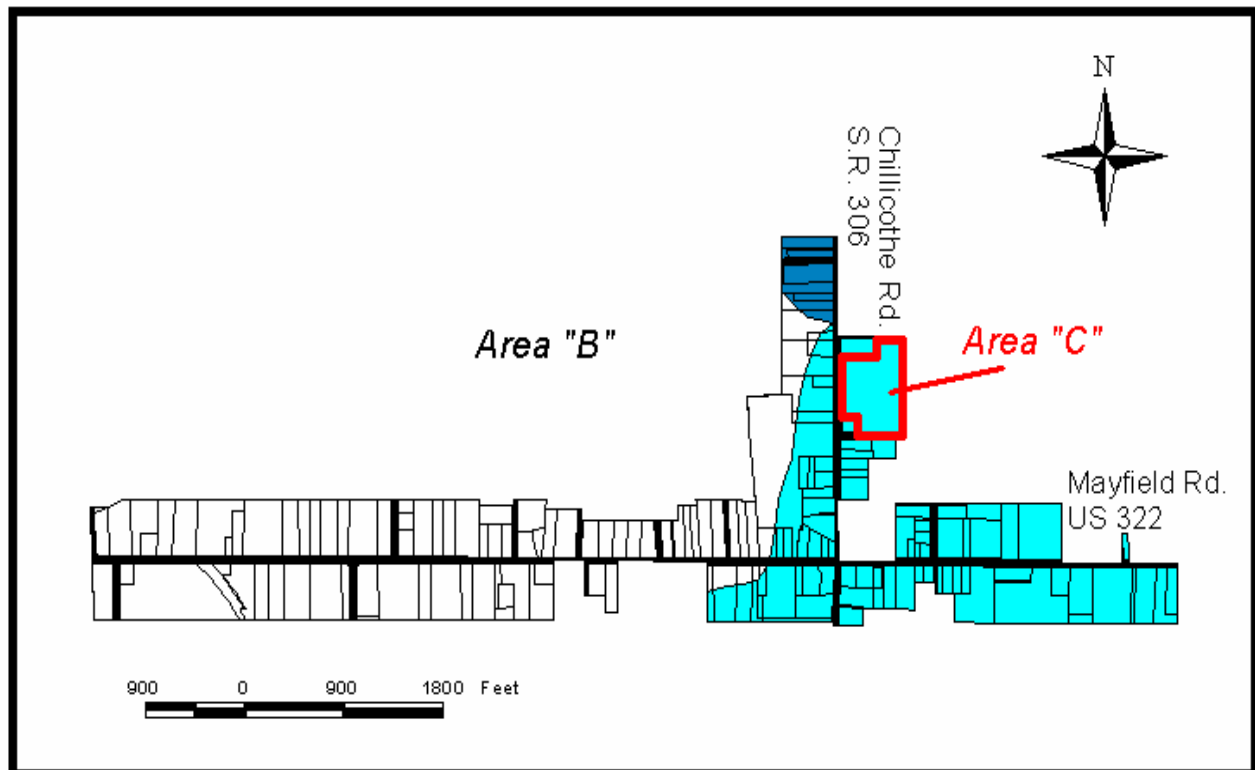 N
Chillicothe Rd.
S.R. 306
Area "B"
Area "C"
Mayfield Rd.
US 322
900 0 900 1800 Feet